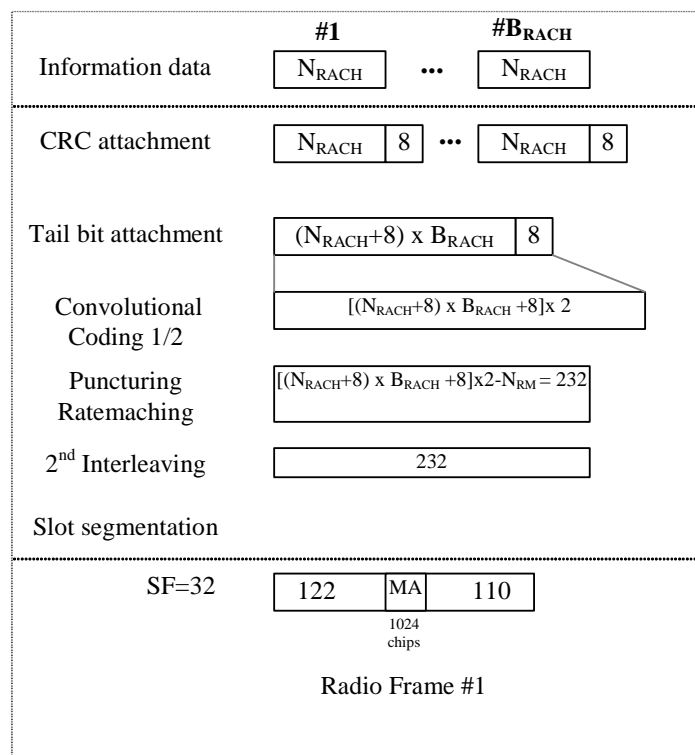 #1 #B_RACH
Information data N_RACH ••• N_RACH
CRC attachment N_RACH 8 ••• N_RACH 8
Tail bit attachment (N_RACH+8) x B_RACH 8
Convolutional
Coding 1/2
[(N_RACH+8) x B_RACH +8]x 2
Puncturing
Ratemaching
[(N_RACH+8) x B_RACH +8]x2-N_RM = 232
2nd Interleaving 232
Slot segmentation
SF=32 122 MA 110
1024
chips
Radio Frame #1